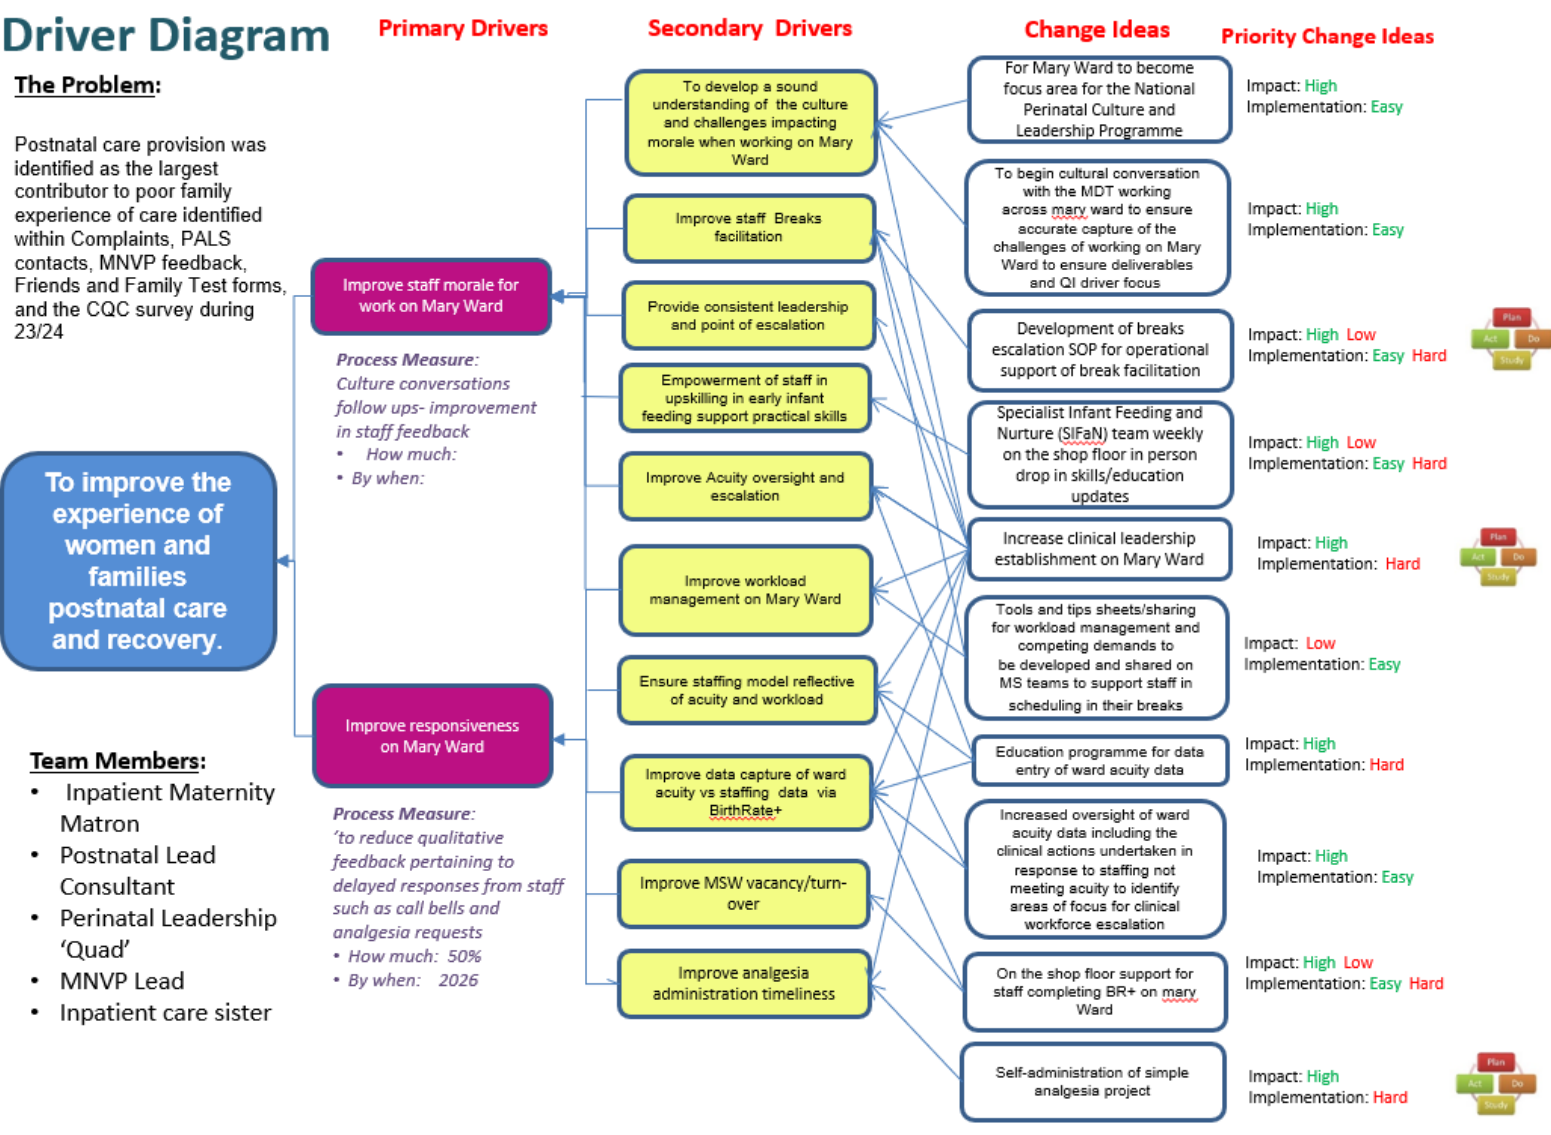 Driver Diagram
Primary Drivers
Secondary Drivers
Change Ideas
Priority Change Ideas
The Problem:
Postnatal care provision was
identified as the largest
contributor to poor family
experience of care identified
within Complaints, PALS
contacts, MNVP feedback,
Friends and Family Test forms,
and the CQC survey during
23/24
To improve the
experience of
women and
families
postnatal care
and recovery.
Team Members:
• Inpatient Maternity
Matron
• Postnatal Lead
Consultant
• Perinatal Leadership
‘Quad’
• MNVP Lead
• Inpatient care sister
Improve staff morale for
work on Mary Ward
Process Measure:
Culture conversations
follow ups- improvement
in staff feedback
• How much:
• By when:
Improve responsiveness
on Mary Ward
Process Measure:
’to reduce qualitative
feedback pertaining to
delayed responses from staff
such as call bells and
analgesia requests
• How much: 50%
• By when: 2026
To develop a sound
understanding of the culture
and challenges impacting
morale when working on Mary
Ward
Improve staff Breaks
facilitation
Provide consistent leadership
and point of escalation
Empowerment of staff in
upskilling in early infant
feeding support practical skills
Improve Acuity oversight and
escalation
Improve workload
management on Mary Ward
Ensure staffing model reflective
of acuity and workload
Improve data capture of ward
acuity vs staffing data via
BirthRate+
Improve MSW vacancy/turn-
over
Improve analgesia
administration timeliness
For Mary Ward to become
focus area for the National
Perinatal Culture and
Leadership Programme
Impact: High
Implementation: Easy
To begin cultural conversation
with the MDT working
across mary ward to ensure
accurate capture of the
challenges of working on Mary
Ward to ensure deliverables
and QI driver focus
Impact: High
Implementation: Easy
Development of breaks
escalation SOP for operational
support of break facilitation
Impact: High Low
Implementation: Easy Hard
Plan
Act
Do
Study
Specialist Infant Feeding and
Nurture (SIFaN) team weekly
on the shop floor in person
drop in skills/education
updates
Impact: High Low
Implementation: Easy Hard
Increase clinical leadership
establishment on Mary Ward
Impact: High
Implementation: Hard
Plan
Act
Do
Study
Tools and tips sheets/sharing
for workload management and
competing demands to
be developed and shared on
MS teams to support staff in
scheduling in their breaks
Impact: Low
Implementation: Easy
Education programme for data
entry of ward acuity data
Impact: High
Implementation: Hard
Increased oversight of ward
acuity data including the
clinical actions undertaken in
response to staffing not
meeting acuity to identify
areas of focus for clinical
workforce escalation
Impact: High
Implementation: Easy
On the shop floor support for
staff completing BR+ on mary
Ward
Impact: High Low
Implementation: Easy Hard
Self-administration of simple
analgesia project
Impact: High
Implementation: Hard
Plan
Act
Do
Study